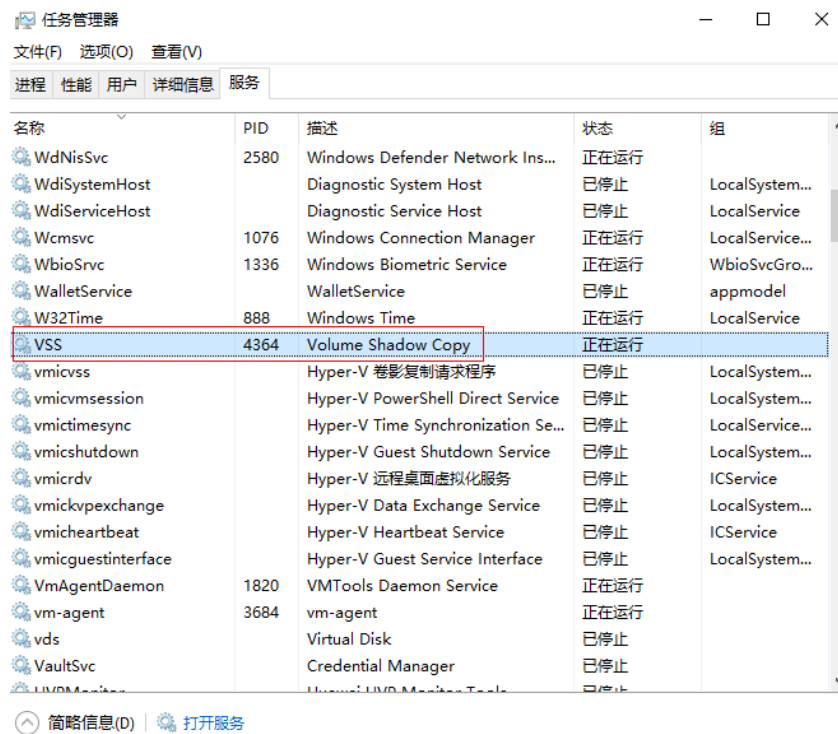 任务管理器
文件(F) 选项(O) 查看(V)
进程 性能 用户 详细信息 服务
名称 PID 描述 状态 组
WdNisSvc 2580 Windows Defender Network Ins... 正在运行
WdiSystemHost Diagnostic System Host 已停止 LocalSystem...
WdiServiceHost Diagnostic Service Host 已停止 LocalService
Wcmsvc 1076 Windows Connection Manager 正在运行 LocalService...
WbioSrvc 1336 Windows Biometric Service 正在运行 WbioSvcGro...
WalletService WalletService 已停止 appmodel
W32Time 888 Windows Time 正在运行 LocalService
VSS 4364 Volume Shadow Copy 正在运行
vmicvss Hyper-V 卷影复制请求程序 已停止 LocalSystem...
vmicvmsession Hyper-V PowerShell Direct Service 已停止 LocalSystem...
vmictimesync Hyper-V Time Synchronization Se... 已停止 LocalService...
vmicshutdown Hyper-V Guest Shutdown Service 已停止 LocalSystem...
vmicrdv Hyper-V 远程桌面虚拟化服务 已停止 ICService
vmickvpexchange Hyper-V Data Exchange Service 已停止 LocalSystem...
vmicheartbeat Hyper-V Heartbeat Service 已停止 ICService
vmicguestinterface Hyper-V Guest Service Interface 已停止 LocalSystem...
VmAgentDaemon 1820 VMTools Daemon Service 正在运行
vm-agent 3684 vm-agent 正在运行
vds Virtual Disk 已停止
VaultSvc Credential Manager 已停止
UVPMonitor Huawei UVP Monitor Tools 已停止
简略信息(D) 打开服务